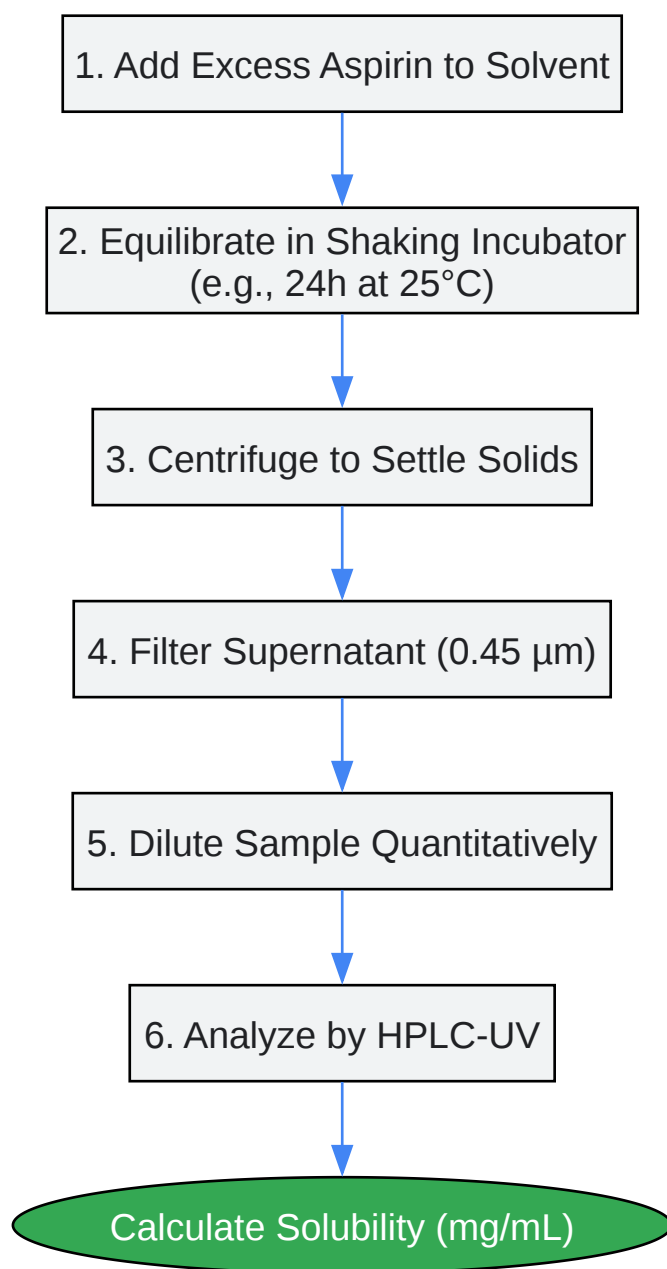 1. Add Excess Aspirin to Solvent
2. Equilibrate in Shaking Incubator
(e.g., 24h at 25°C)
3. Centrifuge to Settle Solids
4. Filter Supernatant (0.45 µm)
5. Dilute Sample Quantitatively
6. Analyze by HPLC-UV
Calculate Solubility (mg/mL)